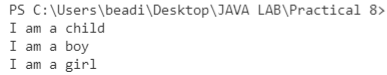 PS C:\Users\beadi\Desktop\JAVA LAB\Practical 8>
I am a child
I am a boy
I am a girl